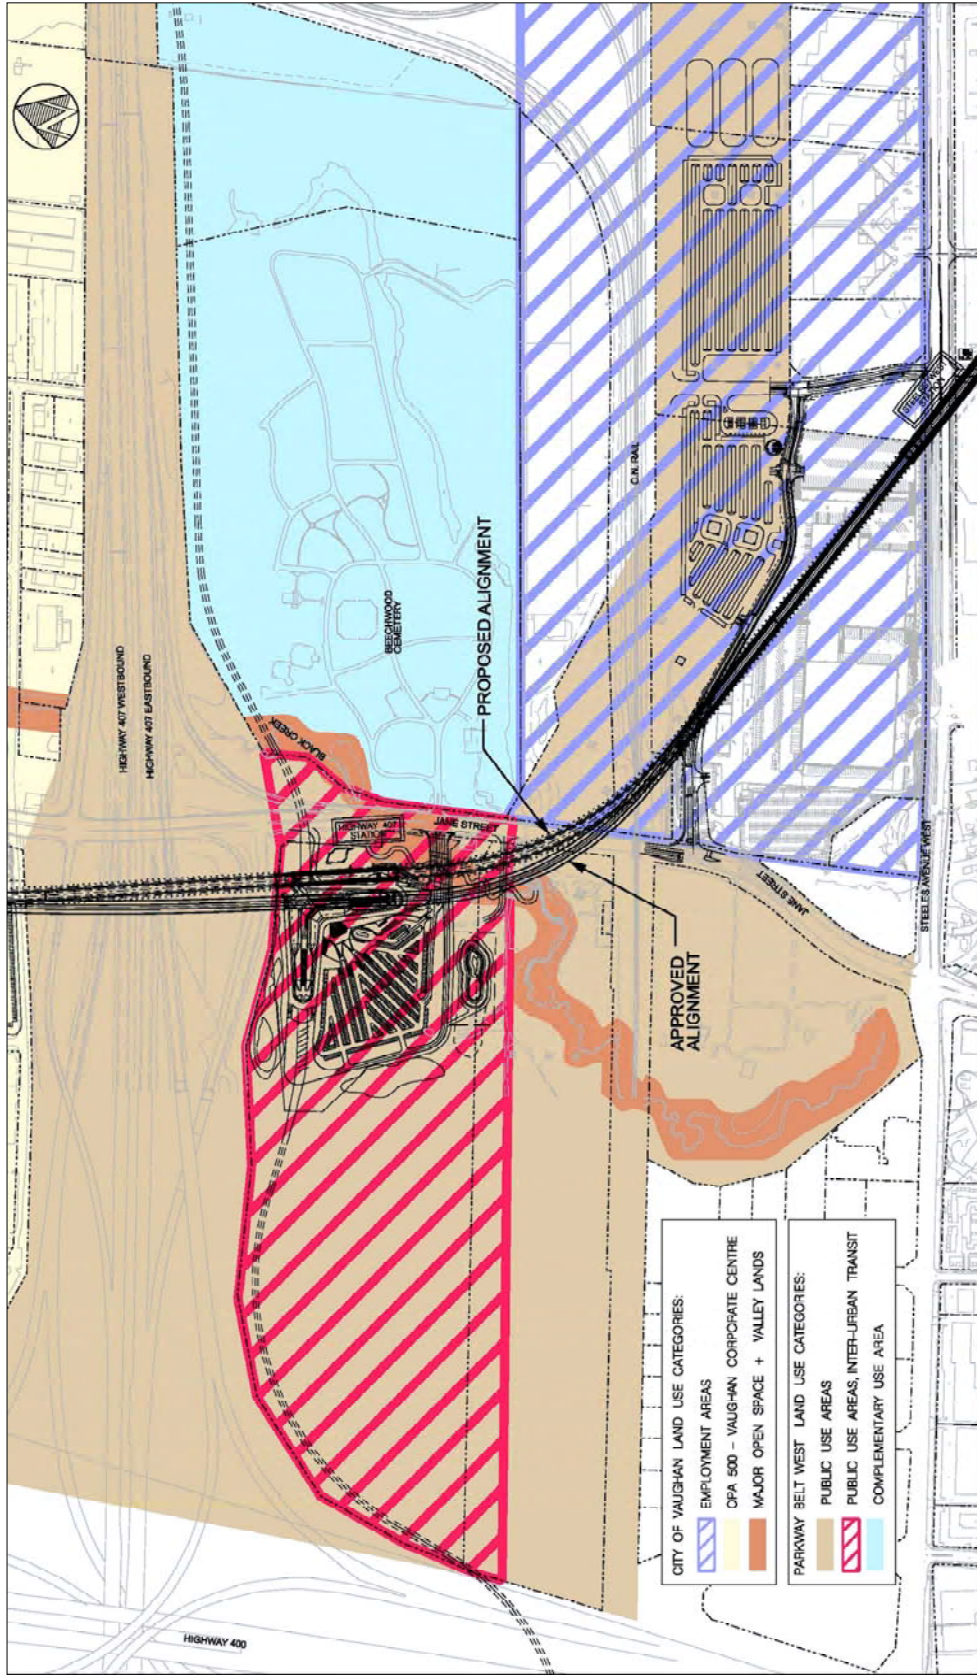 HIGHWAY 407 WESTBOUND
HIGHWAY 407 EASTBOUND
BLACK CREEK
BEECHWOOD
CEMETERY
PROPOSED ALIGNMENT
C.N. RAIL
STEELES WEST
STATION
HIGHWAY 407
STATION
JANE STREET
APPROVED
ALIGNMENT
JANE STREET
STEELES AVENUE WEST
HIGHWAY 400
CITY OF VAUGHAN LAND USE CATEGORIES:
EMPLOYMENT AREAS
OPA 500 - VAUGHAN CORPORATE CENTRE
MAJOR OPEN SPACE + VALLEY LANDS
PARKWAY BELT WEST LAND USE CATEGORIES:
PUBLIC USE AREAS
PUBLIC USE AREAS, INTER-URBAN TRANSIT
COMPLEMENTARY USE AREA